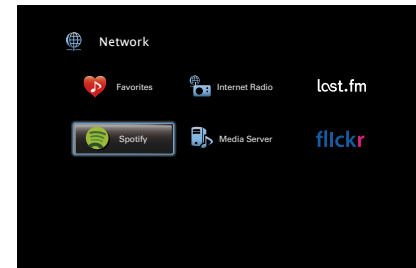 Network
Favorites Internet Radio last.fm
Spotify Media Server flickr